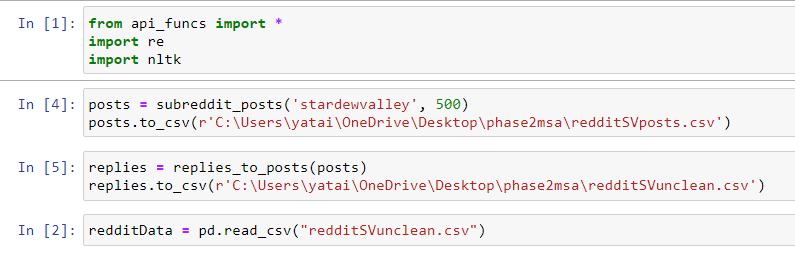 In [1]: from api_funcs import *
import re
import nltk
In [4]: posts = subreddit_posts('stardewvalley', 500)
posts.to_csv(r'C:\Users\yatai\OneDrive\Desktop\phase2msa\redditSVposts.csv')
In [5]: replies = replies_to_posts(posts)
replies.to_csv(r'C:\Users\yatai\OneDrive\Desktop\phase2msa\redditSVunclean.csv')
In [2]: redditData = pd.read_csv("redditSVunclean.csv")